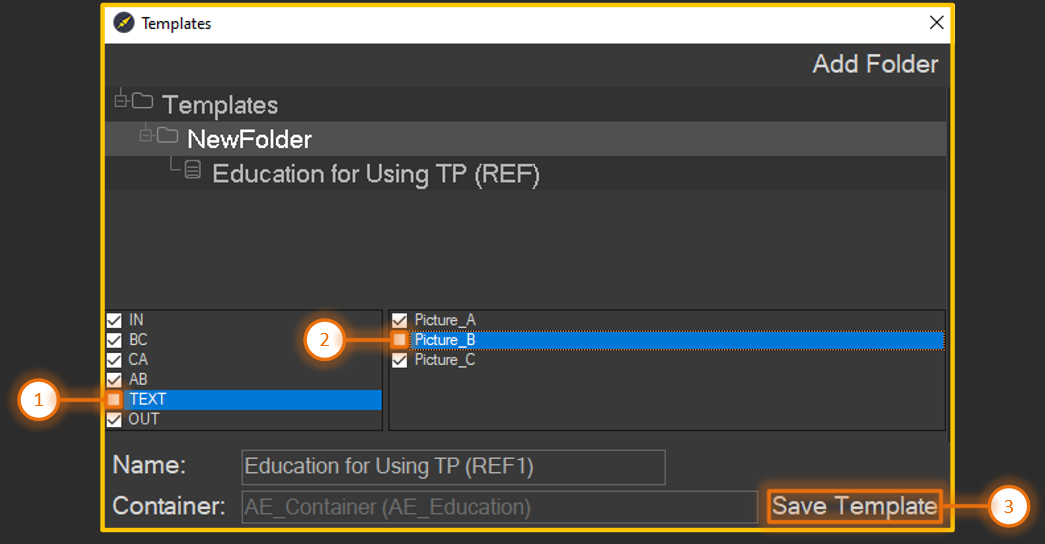 Templates
Add Folder
Templates
NewFolder
Education for Using TP (REF)
IN
BC
CA
AB
TEXT
OUT
Picture_A
Picture_B
Picture_C
1
2
Name: Education for Using TP (REF1)
Container: AE_Container (AE_Education) Save Template 3